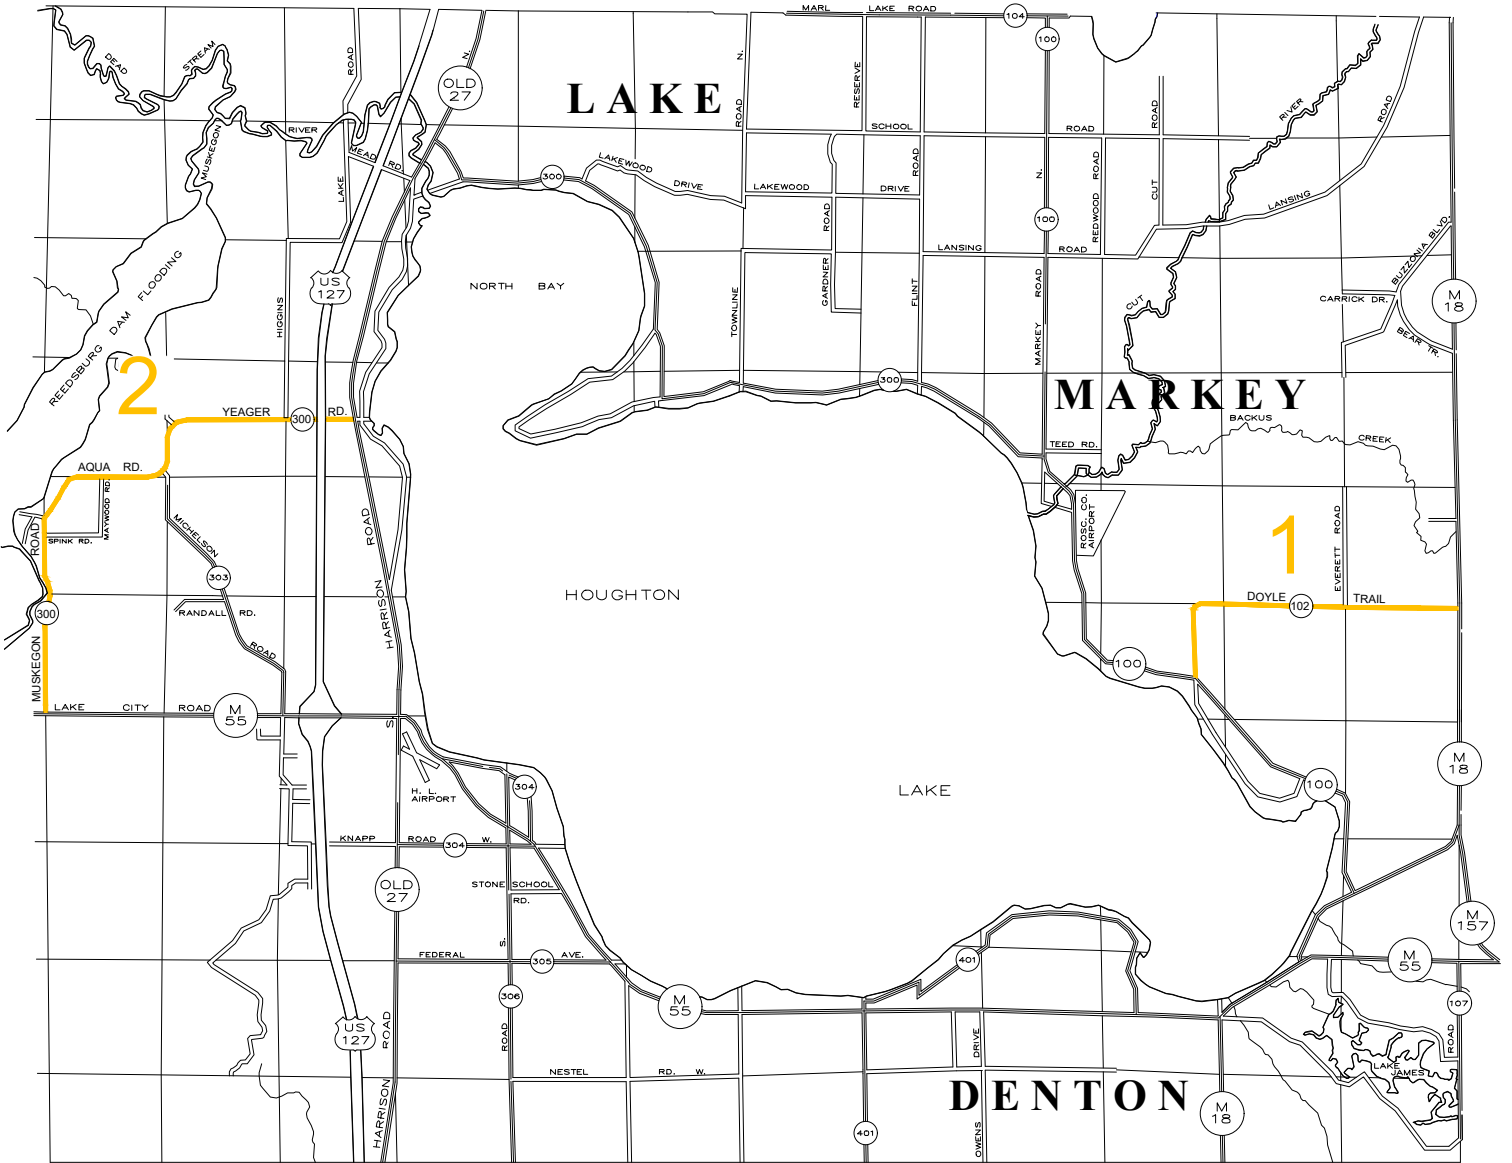 MARL LAKE ROAD 104
DEAD
STREAM
ROAD
N.
OLD
27
LAKE
N.
ROAD
RESERVE
100
ROAD
RIVER
ROAD
MUSKEGON
RIVER
MEAD RD.
LAKE
300
LAKEWOOD
DRIVE
SCHOOL ROAD
LAKEWOOD DRIVE
ROAD
N.
100
REDWOOD ROAD
CUT
LANSING
ROAD
GARDNER
FLINT
LANSING ROAD
BUZZONIA BLVD.
REEDSBURG DAM FLOODING
US
127
NORTH BAY
HIGGINS
TOWNLINE
MARKEY ROAD
CUT
CARRICK DR.
M
18
BEAR TR.
2
300
MARKEY
YEAGER 300 RD.
BACKUS
CREEK
TEED RD.
AQUA RD.
MAYWOOD RD.
ROAD
SPINK RD.
MICHELSON
303
ROAD
ROAD
ROSC. CO.
AIRPORT
1
EVERETT ROAD
HOUGHTON
HARRISON
RANDALL RD.
300
MUSKEGON
DOYLE 102 TRAIL
100
LAKE CITY ROAD M
55
S.
H. L.
AIRPORT
304
LAKE
100
M
18
KNAPP ROAD 304 W.
OLD
27
STONE SCHOOL
RD.
S.
FEDERAL 305 AVE.
306
ROAD
401
M
157
M
55
M
55
107
ROAD
US
127
ROAD
HARRISON
NESTEL RD. W.
DRIVE
OWENS
401
DENTON
M
18
LAKE
JAMES